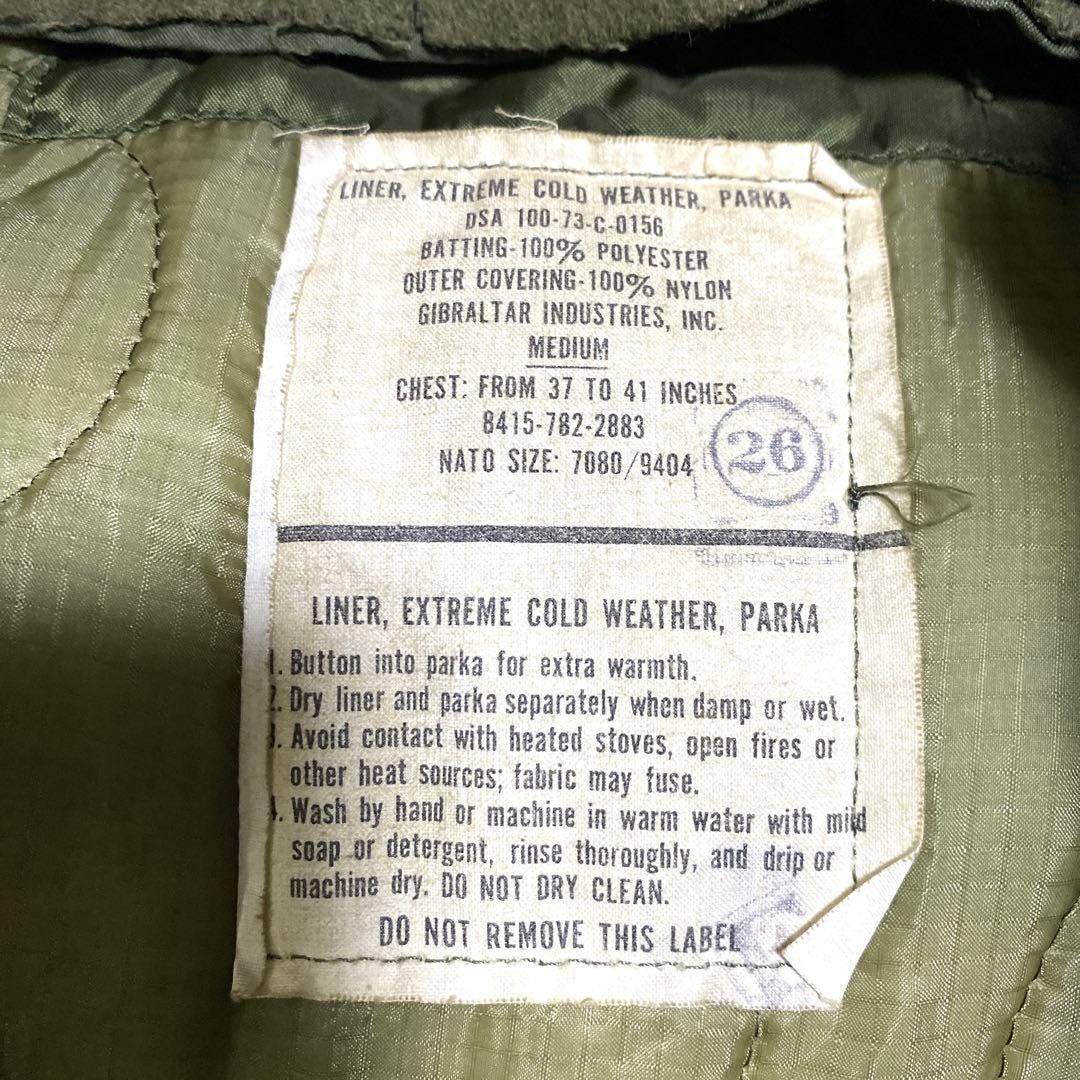 LINER, EXTREME COLD WEATHER, PARKA
DSA 100-73-C-0156
BATTING-100% POLYESTER
OUTER COVERING-100% NYLON
GIBRALTAR INDUSTRIES, INC.
MEDIUM
CHEST: FROM 37 TO 41 INCHES
8415-782-2883
NATO SIZE: 7080/9404
26
LINER, EXTREME COLD WEATHER, PARKA
1. Button into parka for extra warmth.
2. Dry liner and parka separately when damp or wet.
3. Avoid contact with heated stoves, open fires or
other heat sources; fabric may fuse.
4. Wash by hand or machine in warm water with mild
soap or detergent, rinse thoroughly, and drip or
machine dry. DO NOT DRY CLEAN.
DO NOT REMOVE THIS LABEL